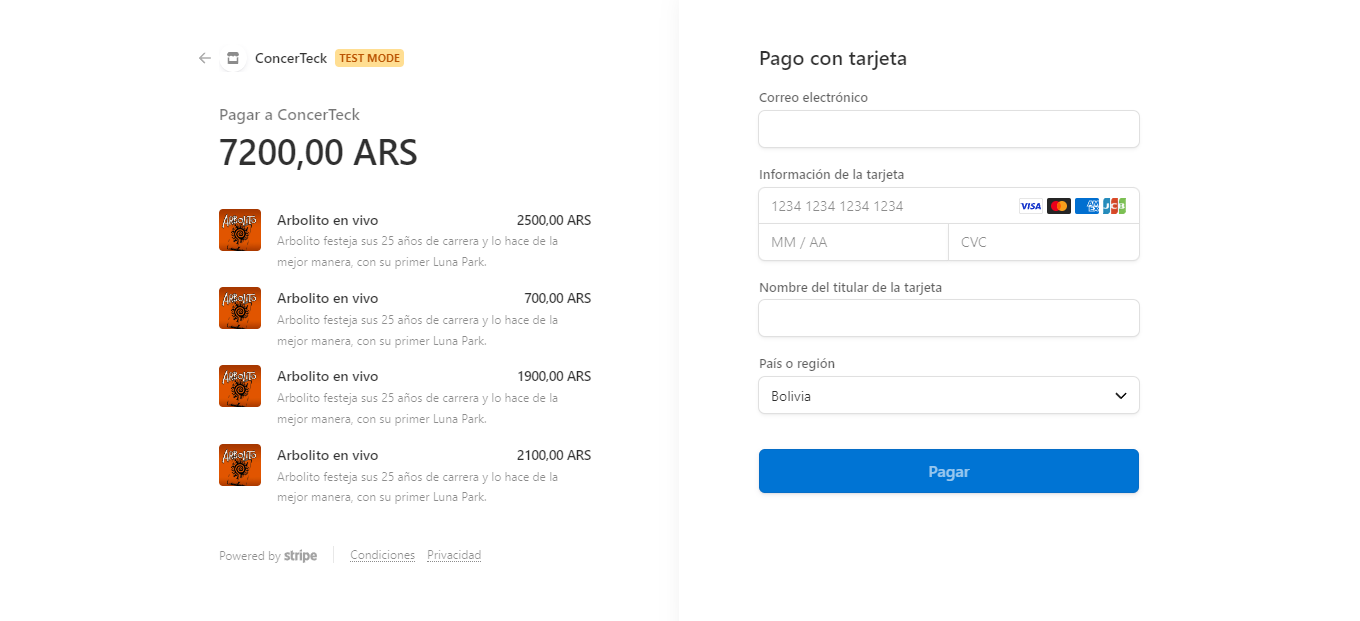 ConcerTeck TEST MODE
Pagar a ConcerTeck
7200,00 ARS
ARBOLITO
Arbolito en vivo 2500,00 ARS
Arbolito festeja sus 25 años de carrera y lo hace de la
mejor manera, con su primer Luna Park.
ARBOLITO
Arbolito en vivo 700,00 ARS
Arbolito festeja sus 25 años de carrera y lo hace de la
mejor manera, con su primer Luna Park.
ARBOLITO
Arbolito en vivo 1900,00 ARS
Arbolito festeja sus 25 años de carrera y lo hace de la
mejor manera, con su primer Luna Park.
ARBOLITO
Arbolito en vivo 2100,00 ARS
Arbolito festeja sus 25 años de carrera y lo hace de la
mejor manera, con su primer Luna Park.
Powered by stripe Condiciones Privacidad
Pago con tarjeta
Correo electrónico
Información de la tarjeta
1234 1234 1234 1234 VISA JCB
MM / AA CVC
Nombre del titular de la tarjeta
País o región
Bolivia
Pagar